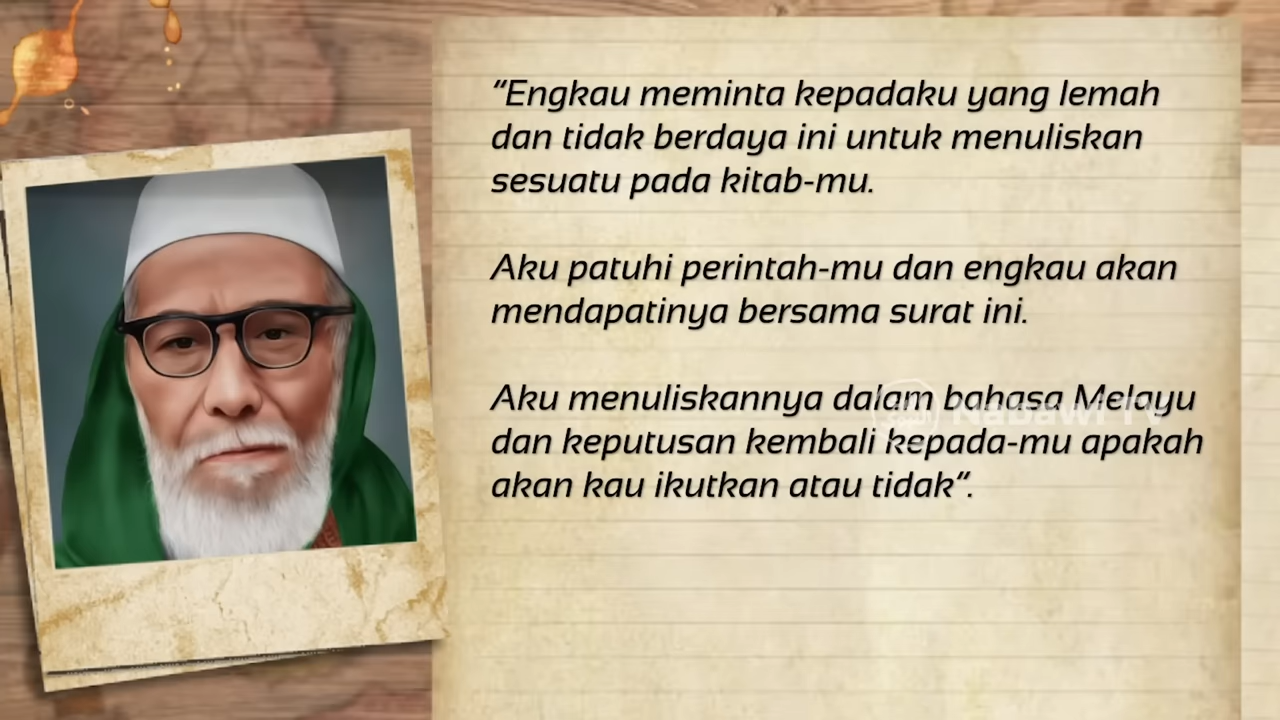 “Engkau meminta kepadaku yang lemah
dan tidak berdaya ini untuk menuliskan
sesuatu pada kitab-mu.
Aku patuhi perintah-mu dan engkau akan
mendapatinya bersama surat ini.
Aku menuliskannya dalam bahasa Melayu
dan keputusan kembali kepada-mu apakah
akan kau ikutkan atau tidak“.
Nabawi TV